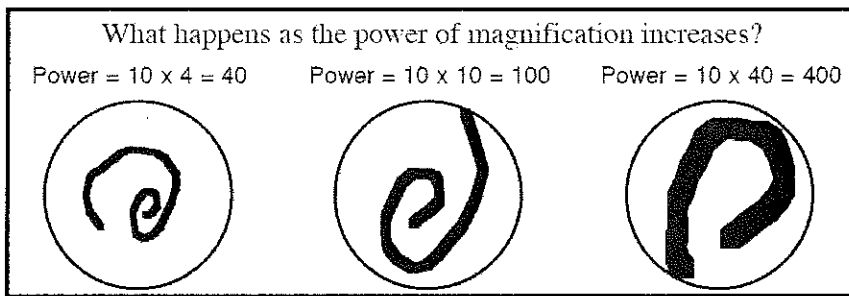 What happens as the power of magnification increases?
Power = 10 x 4 = 40 Power = 10 x 10 = 100 Power = 10 x 40 = 400